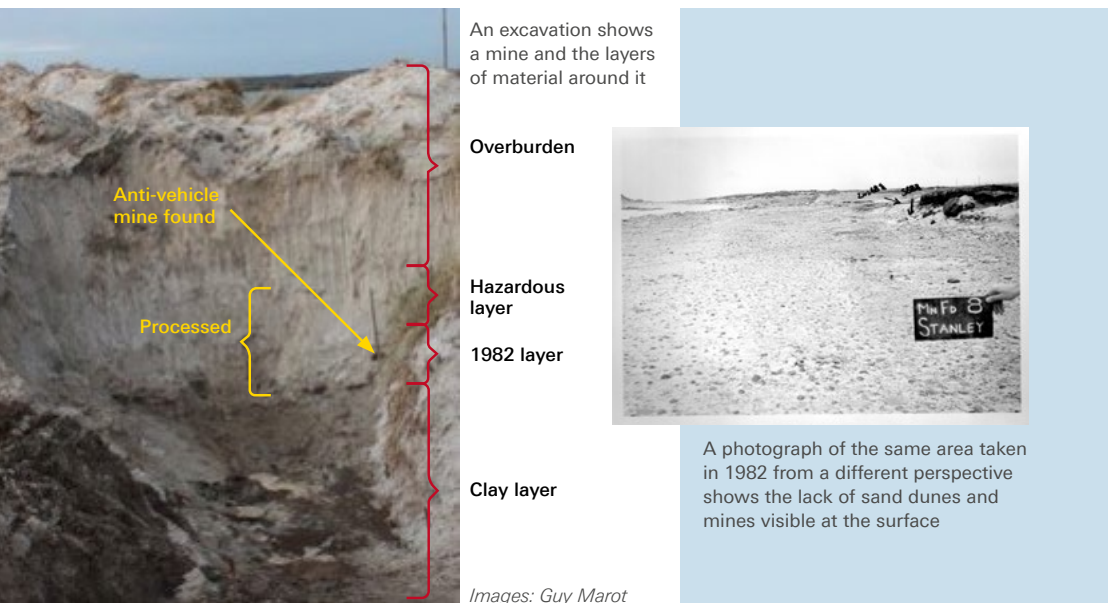 An excavation shows
a mine and the layers
of material around it
Overburden
Anti-vehicle
mine found
Hazardous
layer
Processed
1982 layer
Clay layer
Images: Guy Marot
MN FD 8
STANLEY
A photograph of the same area taken
in 1982 from a different perspective
shows the lack of sand dunes and
mines visible at the surface